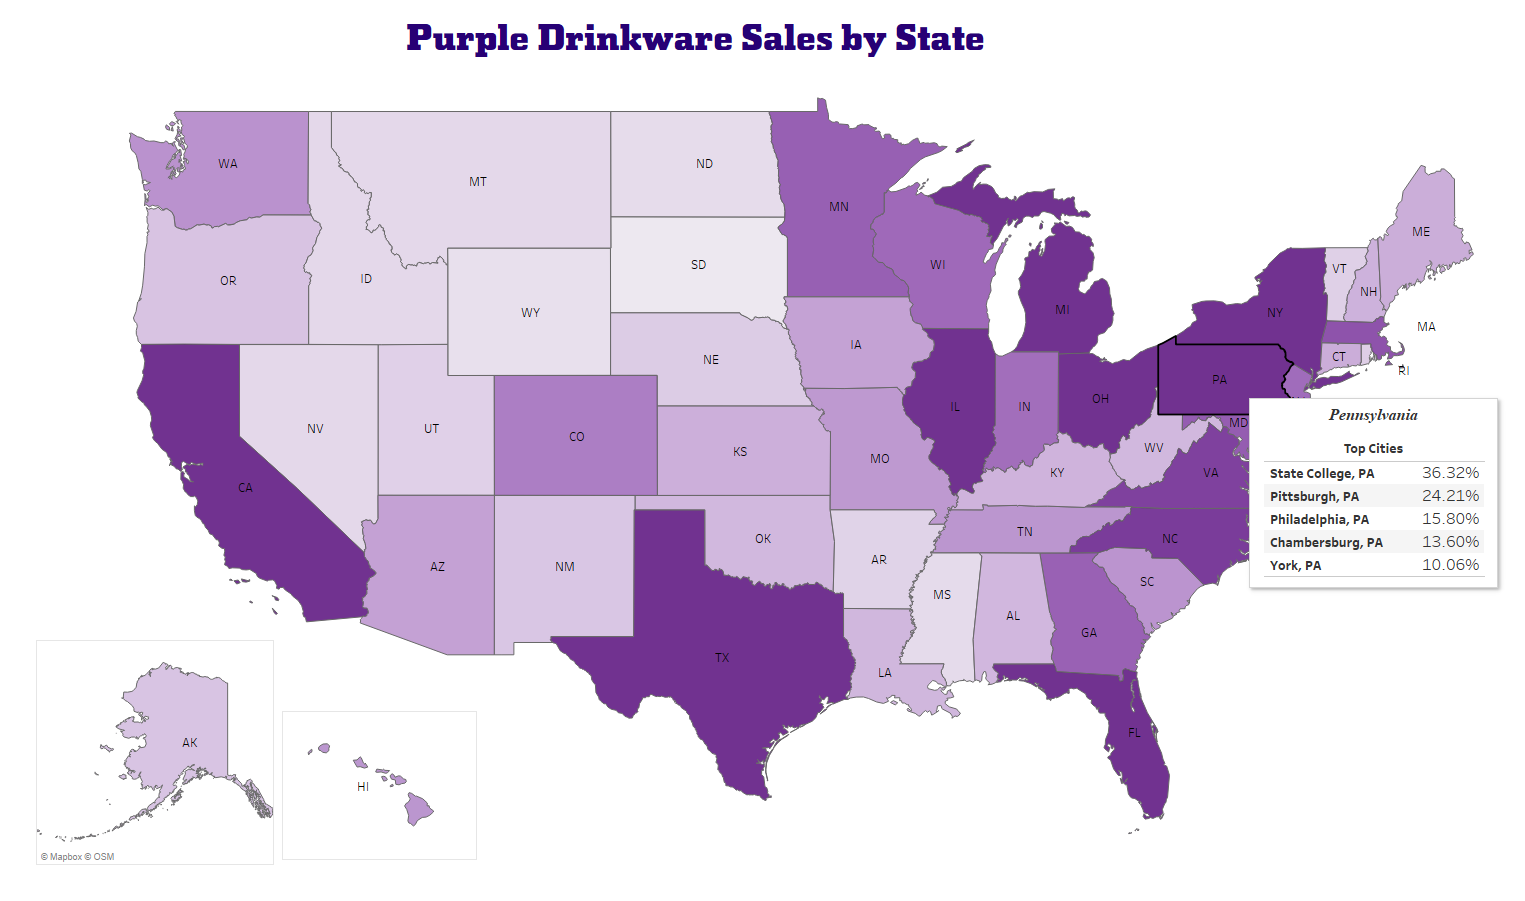 Purple Drinkware Sales by State
WA
MT
ND
MN
OR
ID
WY
SD
WI
MI
ME
VT
NH
NY
MA
CT
RI
CA
NV
UT
CO
NE
IA
IL
IN
OH
PA
KS
MO
KY
WV
MD
VA
AZ
NM
OK
AR
TN
NC
SC
MS
AL
GA
TX
LA
FL
AK
HI
Pennsylvania
Top Cities
State College, PA 36.32%
Pittsburgh, PA 24.21%
Philadelphia, PA 15.80%
Chambersburg, PA 13.60%
York, PA 10.06%
© Mapbox © OSM